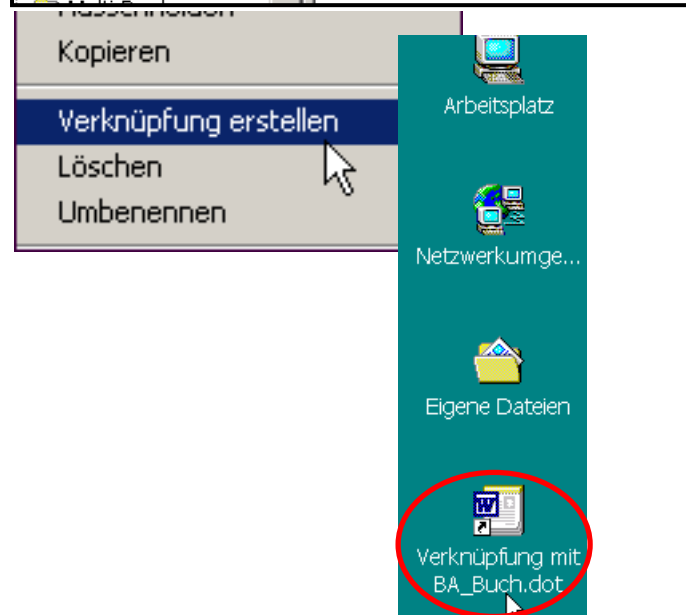 Kopieren
Verknüpfung erstellen
Löschen
Umbenennen
Arbeitsplatz
Netzwerkumge...
Eigene Dateien
Verknüpfung mit
BA_Buch.dot